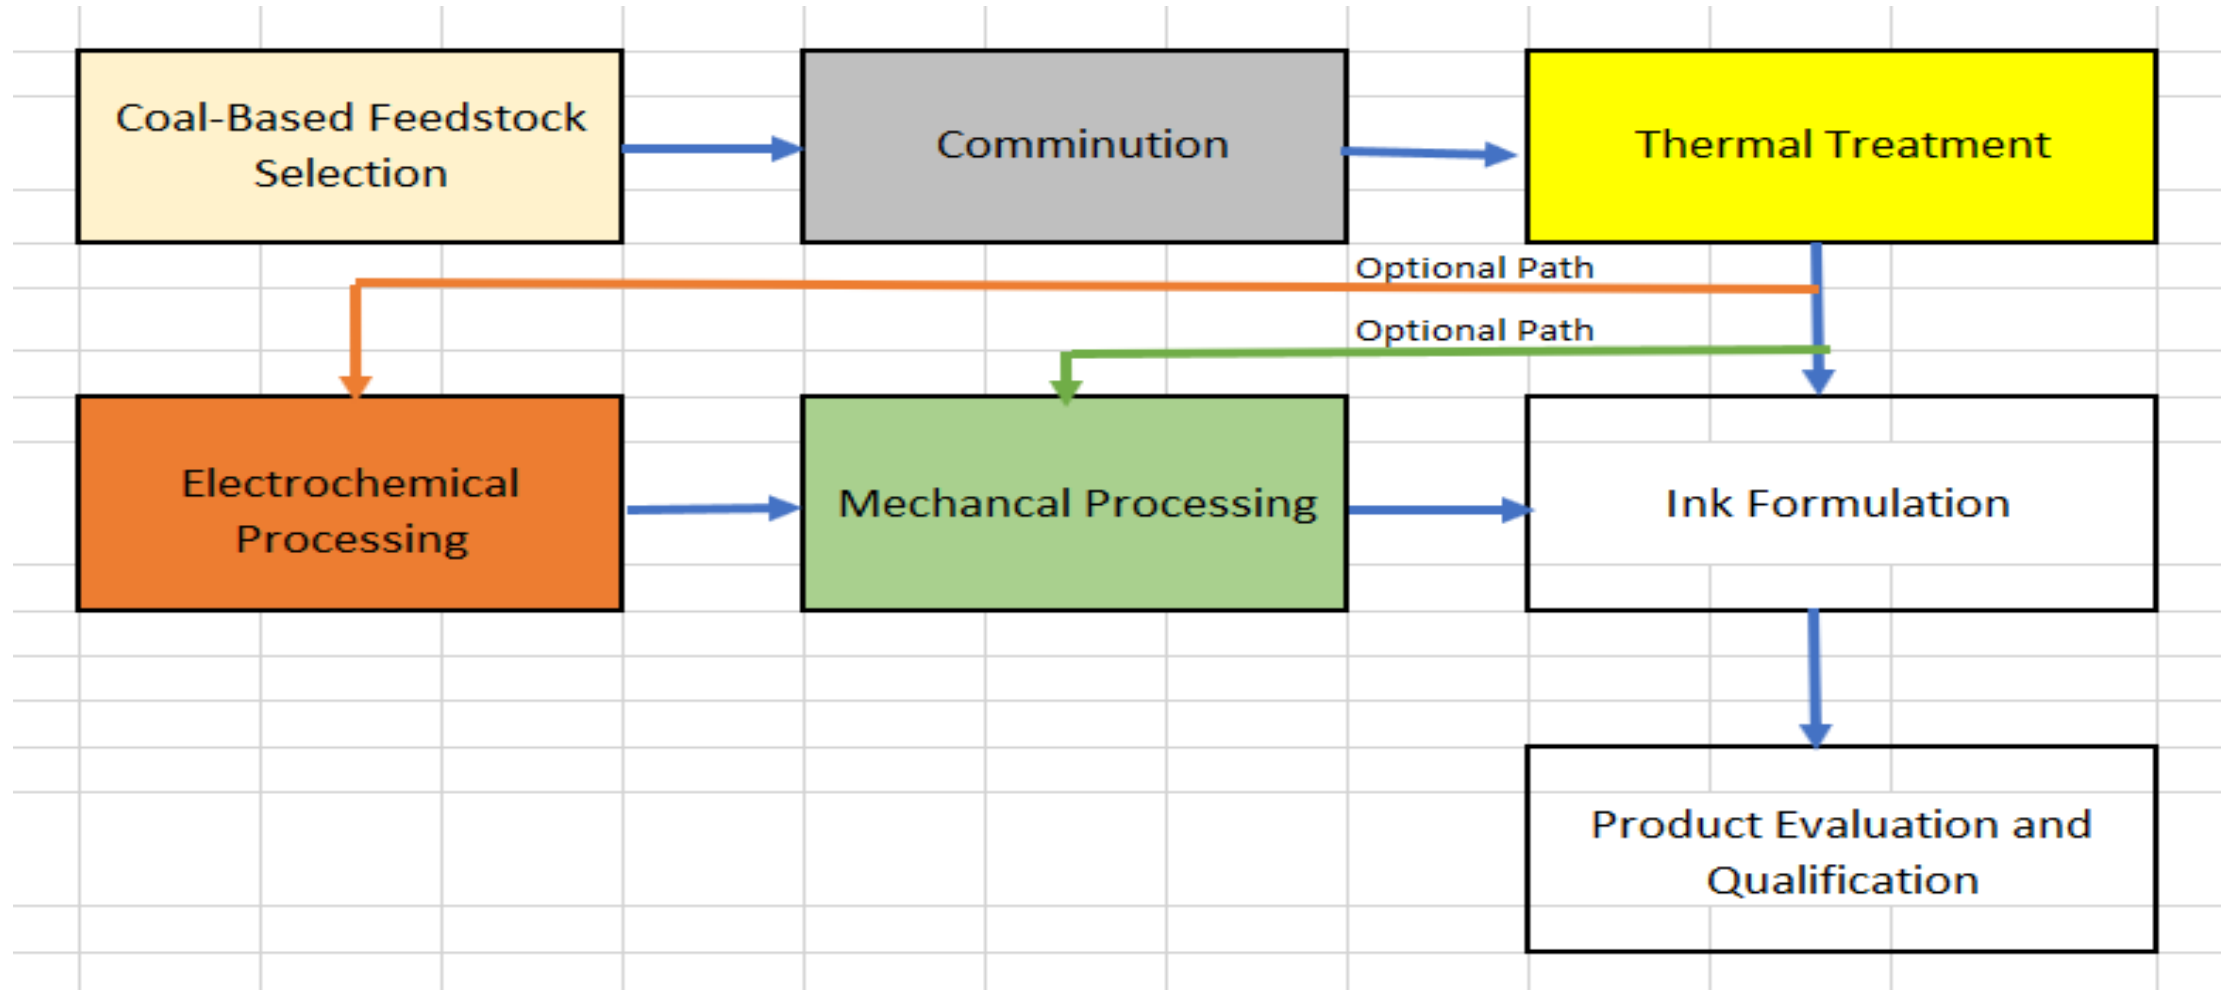 Coal-Based Feedstock
Selection
Comminution
Thermal Treatment
Optional Path
Optional Path
Electrochemical
Processing
Mechancal Processing
Ink Formulation
Product Evaluation and
Qualification